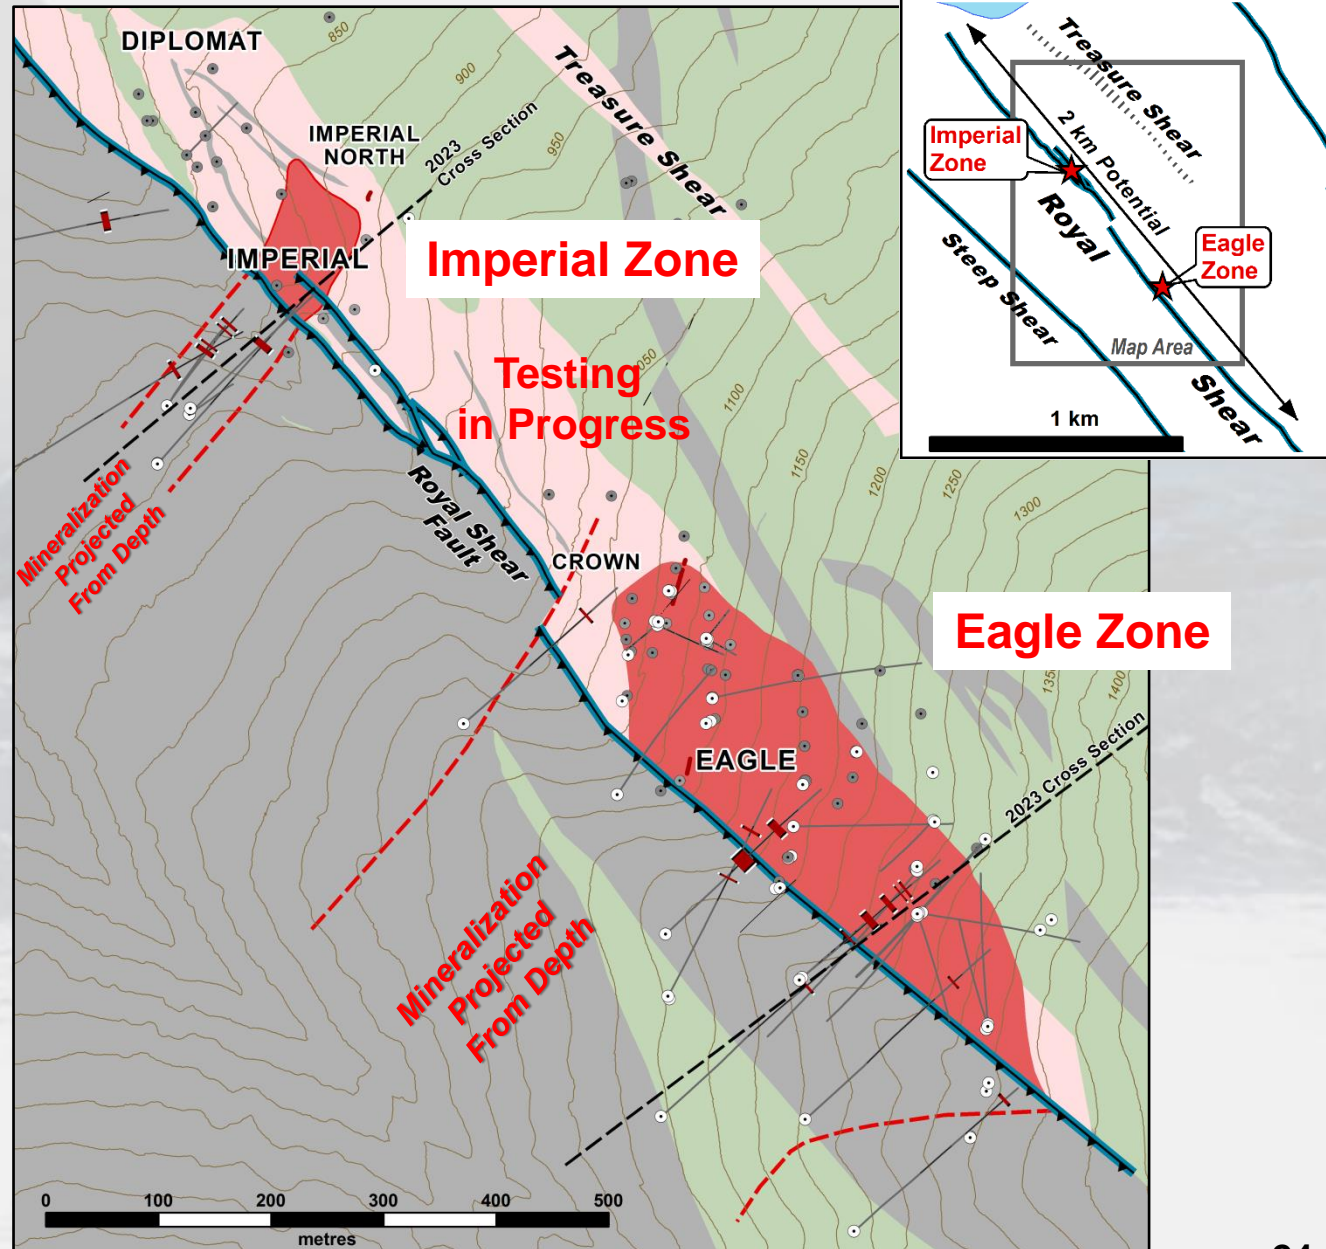 DIPLOMAT
850
900
950
IMPERIAL
NORTH
2023
Cross Section
Treasure Shear
IMPERIAL
Imperial Zone
Testing
in Progress
1050
1100
1150
1200
1250
1300
Mineralization
Projected
From Depth
Royal Shear
Fault
CROWN
Eagle Zone
1400
EAGLE
2023 Cross Section
Mineralization
Projected
From Depth
0 100 200 300 400 500
metres
Treasure Shear
2 km Potential
Imperial
Zone
Royal
Shear
Steep Shear
Eagle
Zone
Map Area
1 km